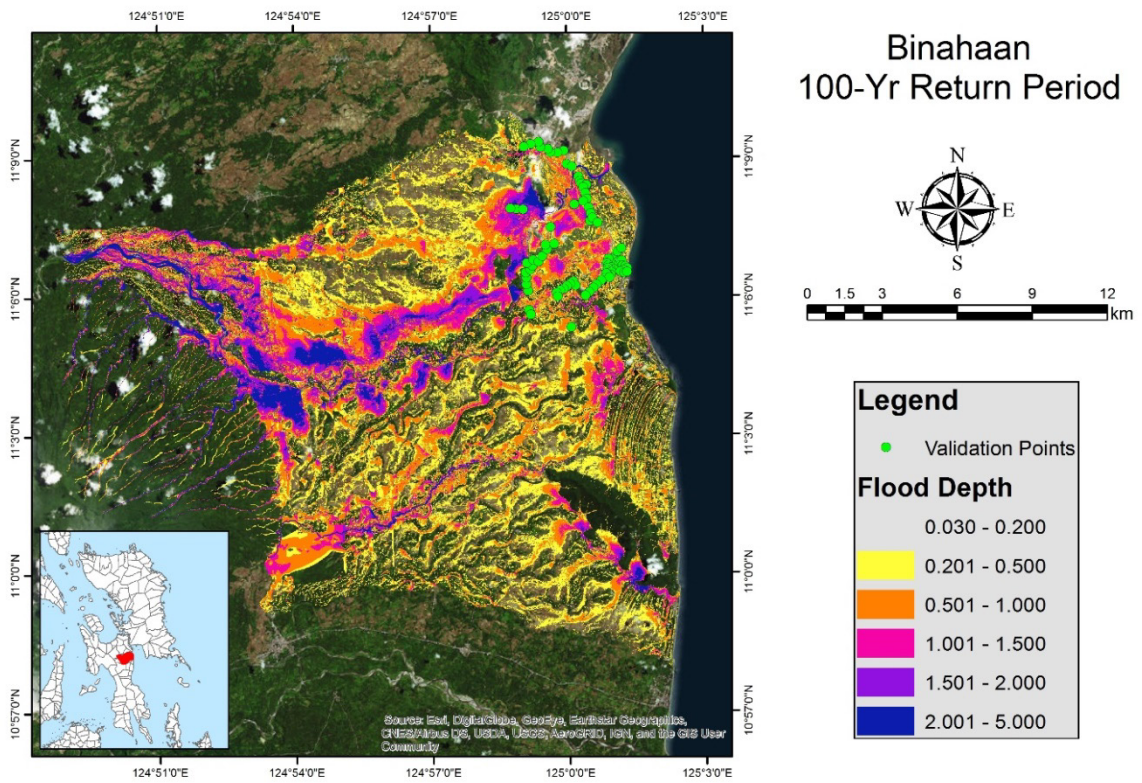 124°51'0"E 124°54'0"E 124°57'0"E 125°0'0"E 125°3'0"E
11°9'0"N
11°6'0"N
11°3'0"N
11°0'0"N
10°57'0"N
11°9'0"N
11°6'0"N
11°3'0"N
11°0'0"N
10°57'0"N
Source: Esri, DigitalGlobe, GeoEye, Earthstar Geographics,
CNES/Airbus DS, USDA, USGS, AeroGRID, IGN, and the GIS User
Community
124°51'0"E 124°54'0"E 124°57'0"E 125°0'0"E 125°3'0"E
Binahaan
100-Yr Return Period
N
W E
S
0 1.5 3 6 9 12
km
Legend
Validation Points
Flood Depth
0.030 - 0.200
0.201 - 0.500
0.501 - 1.000
1.001 - 1.500
1.501 - 2.000
2.001 - 5.000